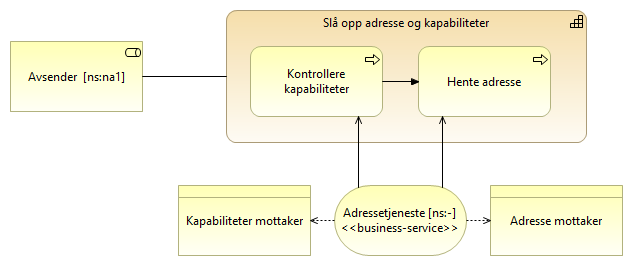 Slå opp adresse og kapabiliteter
Avsender [ns:na1]
Kontrollere
kapabiliteter
Hente adresse
Kapabiliteter mottaker
Adressetjeneste [ns:-]
<<business-service>>
Adresse mottaker